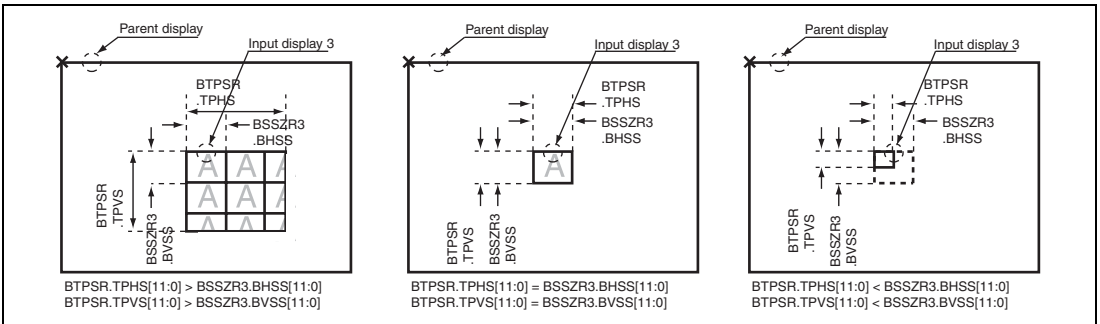 Parent display
Input display 3
BTPSR
.TPHS
BSSZR3
.BHSS
BTPSR
.TPVS
BSSZR3
.BVSS
A A A
A A A
A A A
BTPSR.TPHS[11:0] > BSSZR3.BHSS[11:0]
BTPSR.TPVS[11:0] > BSSZR3.BVSS[11:0]
Parent display
Input display 3
BTPSR
.TPHS
BSSZR3
.BHSS
A
BTPSR
.TPVS
BSSZR3
.BVSS
BTPSR.TPHS[11:0] = BSSZR3.BHSS[11:0]
BTPSR.TPVS[11:0] = BSSZR3.BVSS[11:0]
Parent display
Input display 3
BTPSR
.TPHS
BSSZR3
.BHSS
BTPSR
.TPVS
BSSZR3
.BVSS
BTPSR.TPHS[11:0] < BSSZR3.BHSS[11:0]
BTPSR.TPVS[11:0] < BSSZR3.BVSS[11:0]